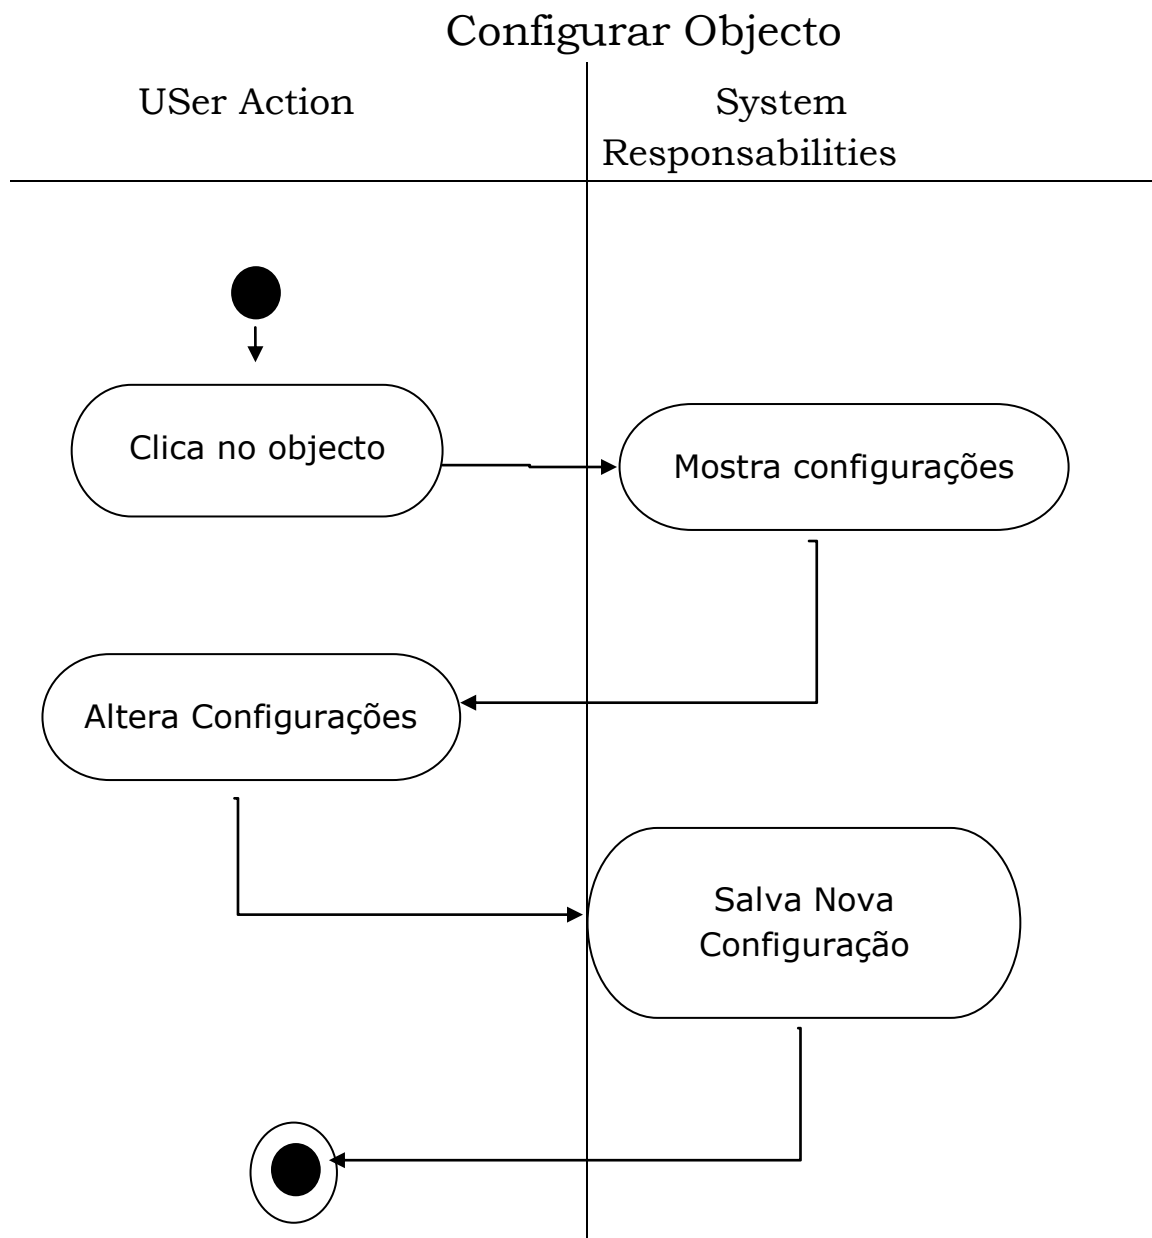 Configurar Objecto
USer Action
System
Responsabilities
Clica no objecto
Mostra configurações
Altera Configurações
Salva Nova
Configuração